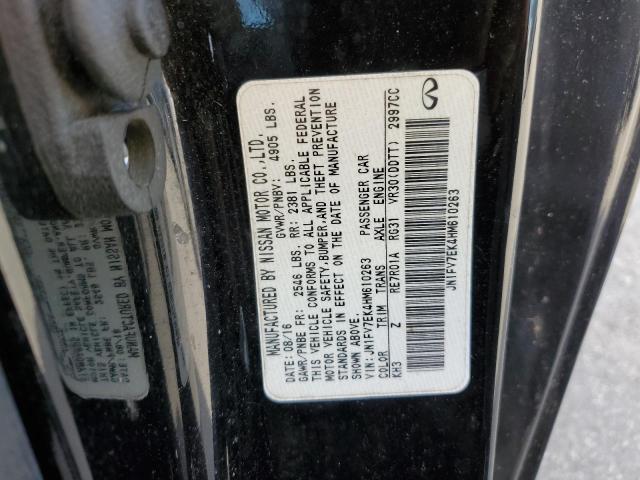 MANUFACTURED BY NISSAN MOTOR CO.,LTD.
DATE: 08/16 GVWR/PNBV: 4905 LBS.
GAWR/PNBE FR: 2546 LBS. RR: 2381 LBS.
THIS VEHICLE CONFORMS TO ALL APPLICABLE FEDERAL
MOTOR VEHICLE SAFETY,BUMPER,AND THEFT PREVENTION
STANDARDS IN EFFECT ON THE DATE OF MANUFACTURE
SHOWN ABOVE.
VIN:JN1FV7EK4HM610263 PASSENGER CAR
COLOR TRIM TRANS AXLE ENGINE
KH3 Z RE7R01A RG31 VR30(DDTT) 2997CC
JN1FV7EK4HM610263
MANUFACTURED BY NISSAN